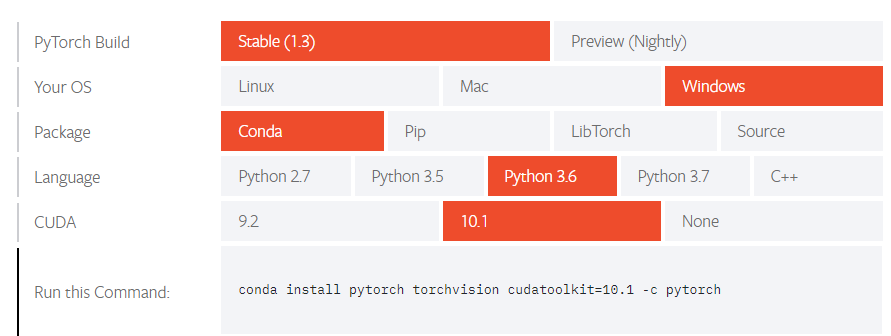 PyTorch Build Stable (1.3) Preview (Nightly)
Your OS Linux Mac Windows
Package Conda Pip LibTorch Source
Language Python 2.7 Python 3.5 Python 3.6 Python 3.7 C++
CUDA 9.2 10.1 None
Run this Command: conda install pytorch torchvision cudatoolkit=10.1 -c pytorch